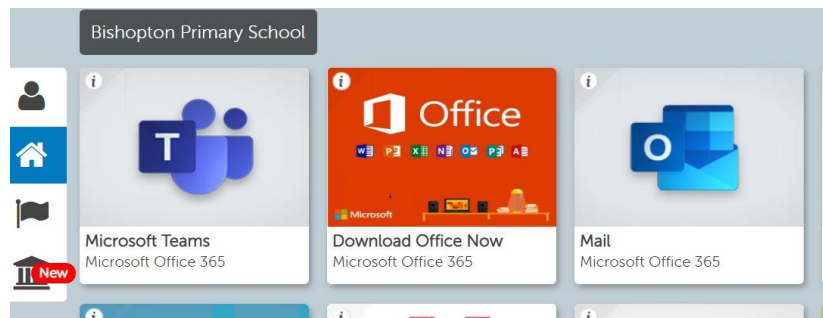 Bishopton Primary School
i
i
i
T
Office
W P X N O P A
O
Microsoft
Microsoft Teams
Download Office Now
Mail
Microsoft Office 365
Microsoft Office 365
Microsoft Office 365
New
i
i
i